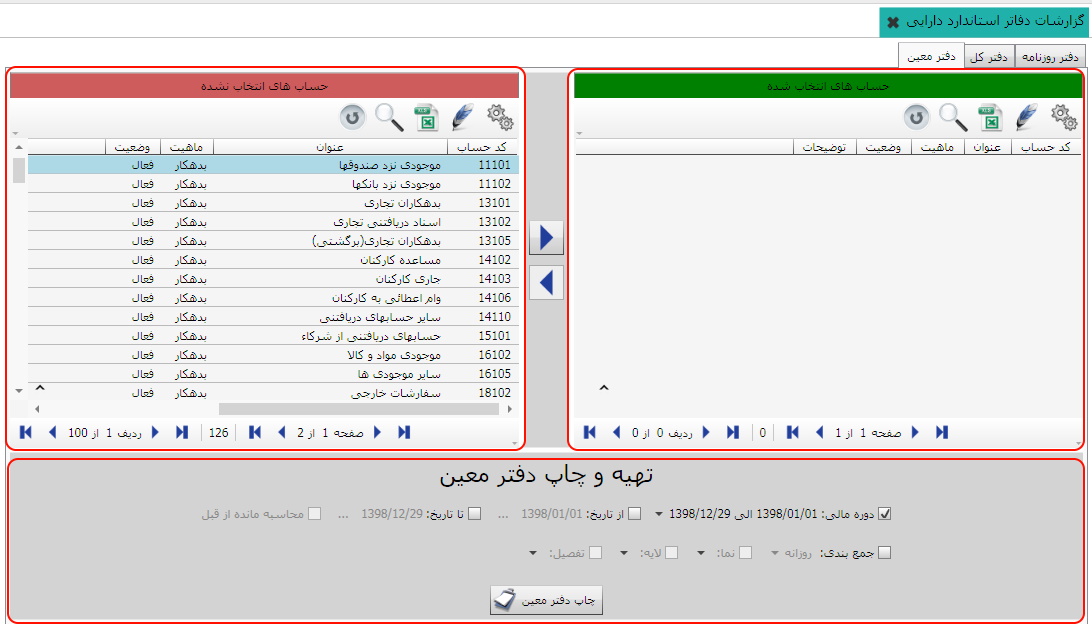 گزارشات دفاتر استاندارد دارایی
دفتر روزنامه دفتر کل دفتر معین
حساب های انتخاب شده
کد حساب عنوان ماهیت وضعیت توضیحات
صفحه 1 از 1 0 ردیف 0 از 0
حساب های انتخاب نشده
کد حساب عنوان ماهیت وضعیت
11101 موجودی نزد صندوقها بدهکار فعال
11102 موجودی نزد بانکها بدهکار فعال
13101 بدهکاران تجاری بدهکار فعال
13102 اسناد دریافتنی تجاری بدهکار فعال
13105 بدهکاران تجاری(برگشتی) بدهکار فعال
14102 مساعده کارکنان بدهکار فعال
14103 جاری کارکنان بدهکار فعال
14106 وام اعطائی به کارکنان بدهکار فعال
14110 سایر حسابهای دریافتنی بدهکار فعال
15101 حسابهای دریافتنی از شرکاء بدهکار فعال
16102 موجودی مواد و کالا بدهکار فعال
16105 سایر موجودی ها بدهکار فعال
18102 سفارشات خارجی بدهکار فعال
صفحه 1 از 2 126 ردیف 1 از 100
تهیه و چاپ دفتر معین
دوره مالی: 1398/01/01 الی 1398/12/29 از تاریخ: 1398/01/01 ... تا تاریخ: 1398/12/29 ... محاسبه مانده از قبل
جمع بندی: روزانه نما: لایه: تفصیل:
چاپ دفتر معین